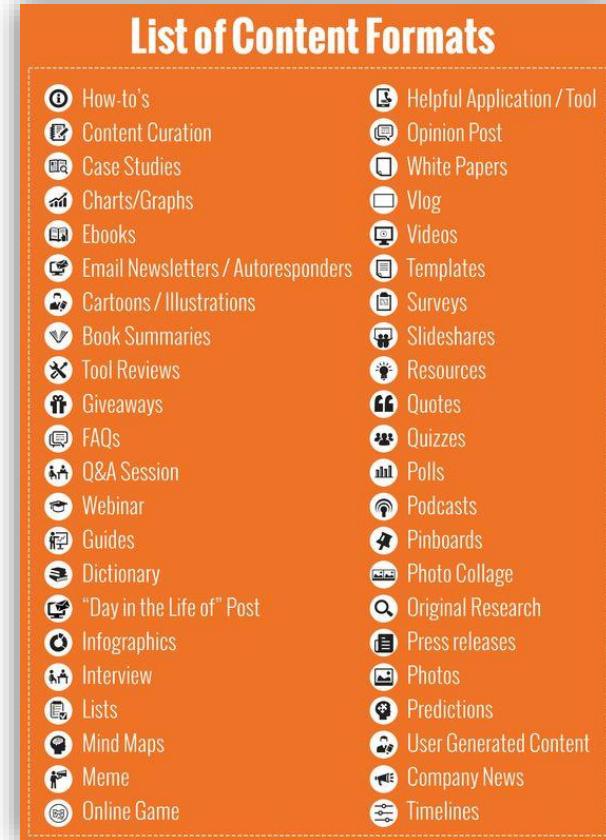 List of Content Formats
How-to's
Content Curation
Case Studies
Charts/Graphs
Ebooks
Email Newsletters / Autoresponders
Cartoons / Illustrations
Book Summaries
Tool Reviews
Giveaways
FAQs
Q&A Session
Webinar
Guides
Dictionary
“Day in the Life of” Post
Infographics
Interview
Lists
Mind Maps
Meme
Online Game
Helpful Application / Tool
Opinion Post
White Papers
Vlog
Videos
Templates
Surveys
Slideshares
Resources
Quotes
Quizzes
Polls
Podcasts
Pinboards
Photo Collage
Original Research
Press releases
Photos
Predictions
User Generated Content
Company News
Timelines